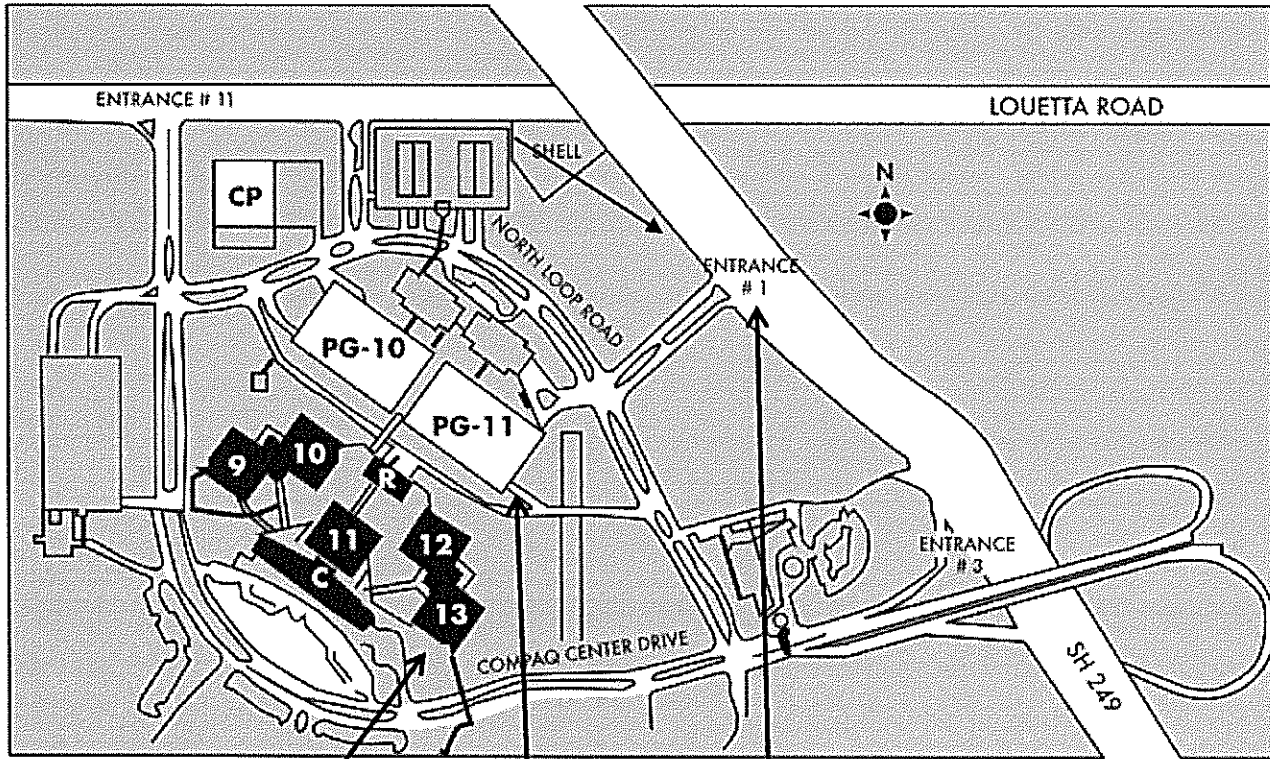 ENTRANCE # 11
LOUETTA ROAD
SHELL
CP
N
NORTH LOOP ROAD
ENTRANCE
# 1
PG-10
PG-11
9
10
R
11
12
C
13
ENTRANCE
# 3
COMPAQ CENTER DRIVE
SH 249